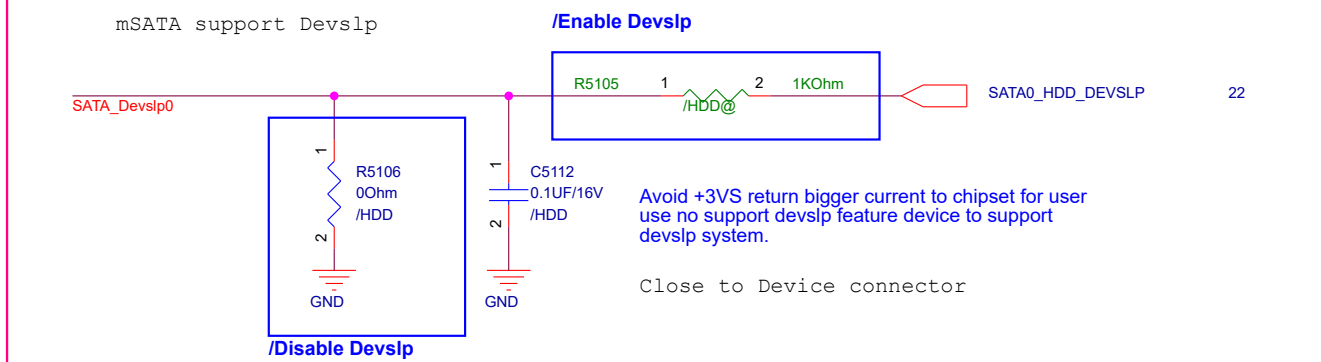 mSATA support Devslp
/Enable Devslp
R5105 1 2 1KOhm
/HDD@
SATA0_HDD_DEVSLP 22
SATA_Devslp0
1
R5106
0Ohm
/HDD
2
GND
1
C5112
0.1UF/16V
/HDD
2
GND
Avoid +3VS return bigger current to chipset for user
use no support devslp feature device to support
devslp system.
Close to Device connector
/Disable Devslp